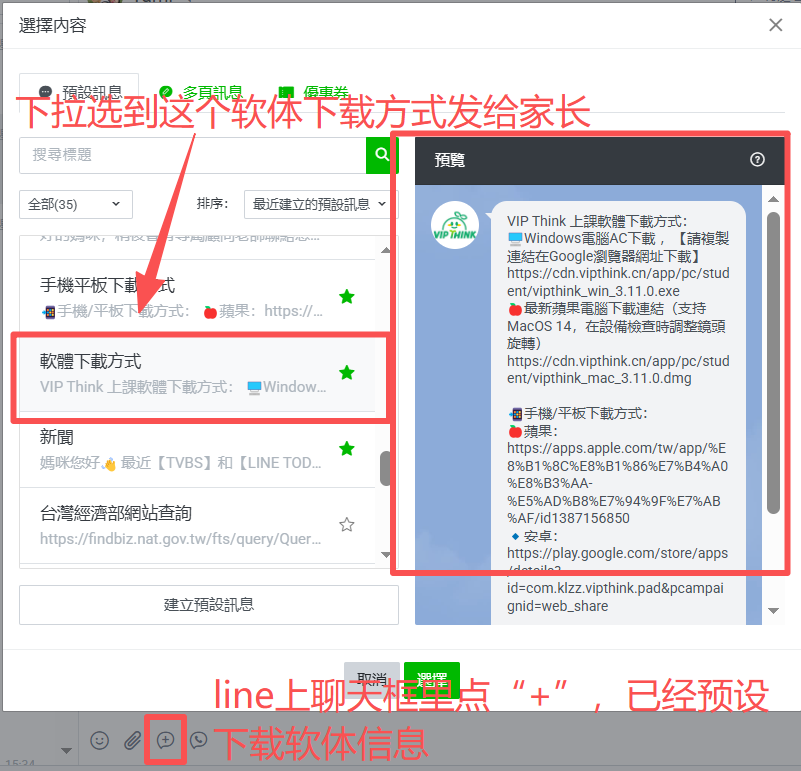 選擇內容
預設訊息
多頁訊息
優惠券
下拉选到这个软体下载方式发给家长
搜尋標題
全部(35)
排序：
最近建立的預設訊息
手機平板下載方式
手機/平板下載方式： 蘋果：https://...
軟體下載方式
VIP Think 上課軟體下載方式： Window...
新聞
媽咪您好 最近【TVBS】和【LINE TOD...
台灣經濟部網站查詢
https://findbiz.nat.gov.tw/fts/query/Quer...
建立預設訊息
預覽
VIP THINK
VIP Think 上課軟體下載方式：
Windows電腦AC下載 ，【請複製
連結在Google瀏覽器網址下載】
https://cdn.vipthink.cn/app/pc/stud
ent/vipthink_win_3.11.0.exe
最新蘋果電腦下載連結（支持
MacOS 14，在設備檢查時調整鏡頭
旋轉）
https://cdn.vipthink.cn/app/pc/stud
ent/vipthink_mac_3.11.0.dmg
手機/平板下載方式：
蘋果：
https://apps.apple.com/tw/app/%E
8%B1%8C%E8%B1%86%E7%B4%A0
%E8%B3%AA-
%E5%AD%B8%E7%94%9F%E7%AB
%AF/id1387156850
安卓：
https://play.google.com/store/apps
/details?
id=com.klzz.vipthink.pad&pcampai
gnid=web_share
取消
選擇
line上聊天框里点“+”，已经预设
下载软体信息